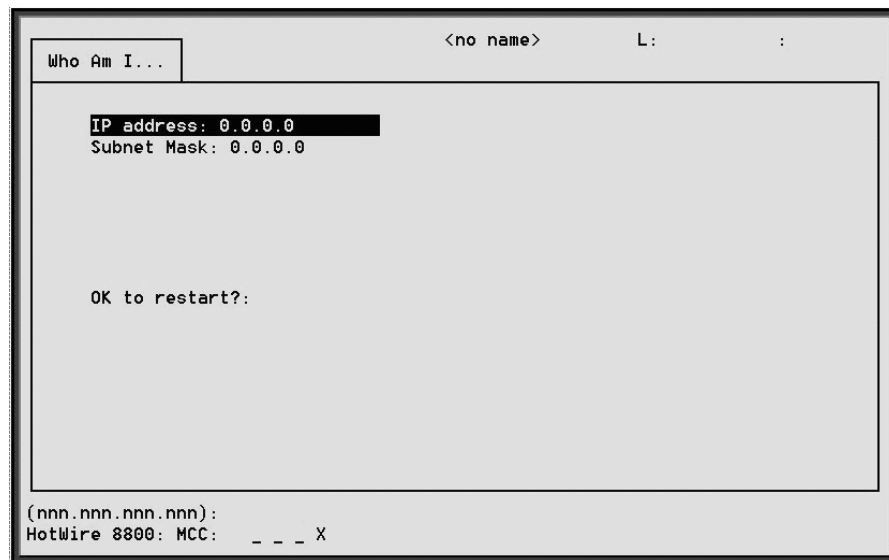 <no name> L: :
Who Am I...
IP address: 0.0.0.0
Subnet Mask: 0.0.0.0
OK to restart?:
(nnn.nnn.nnn.nnn):
HotWire 8800: MCC: _ _ _ X